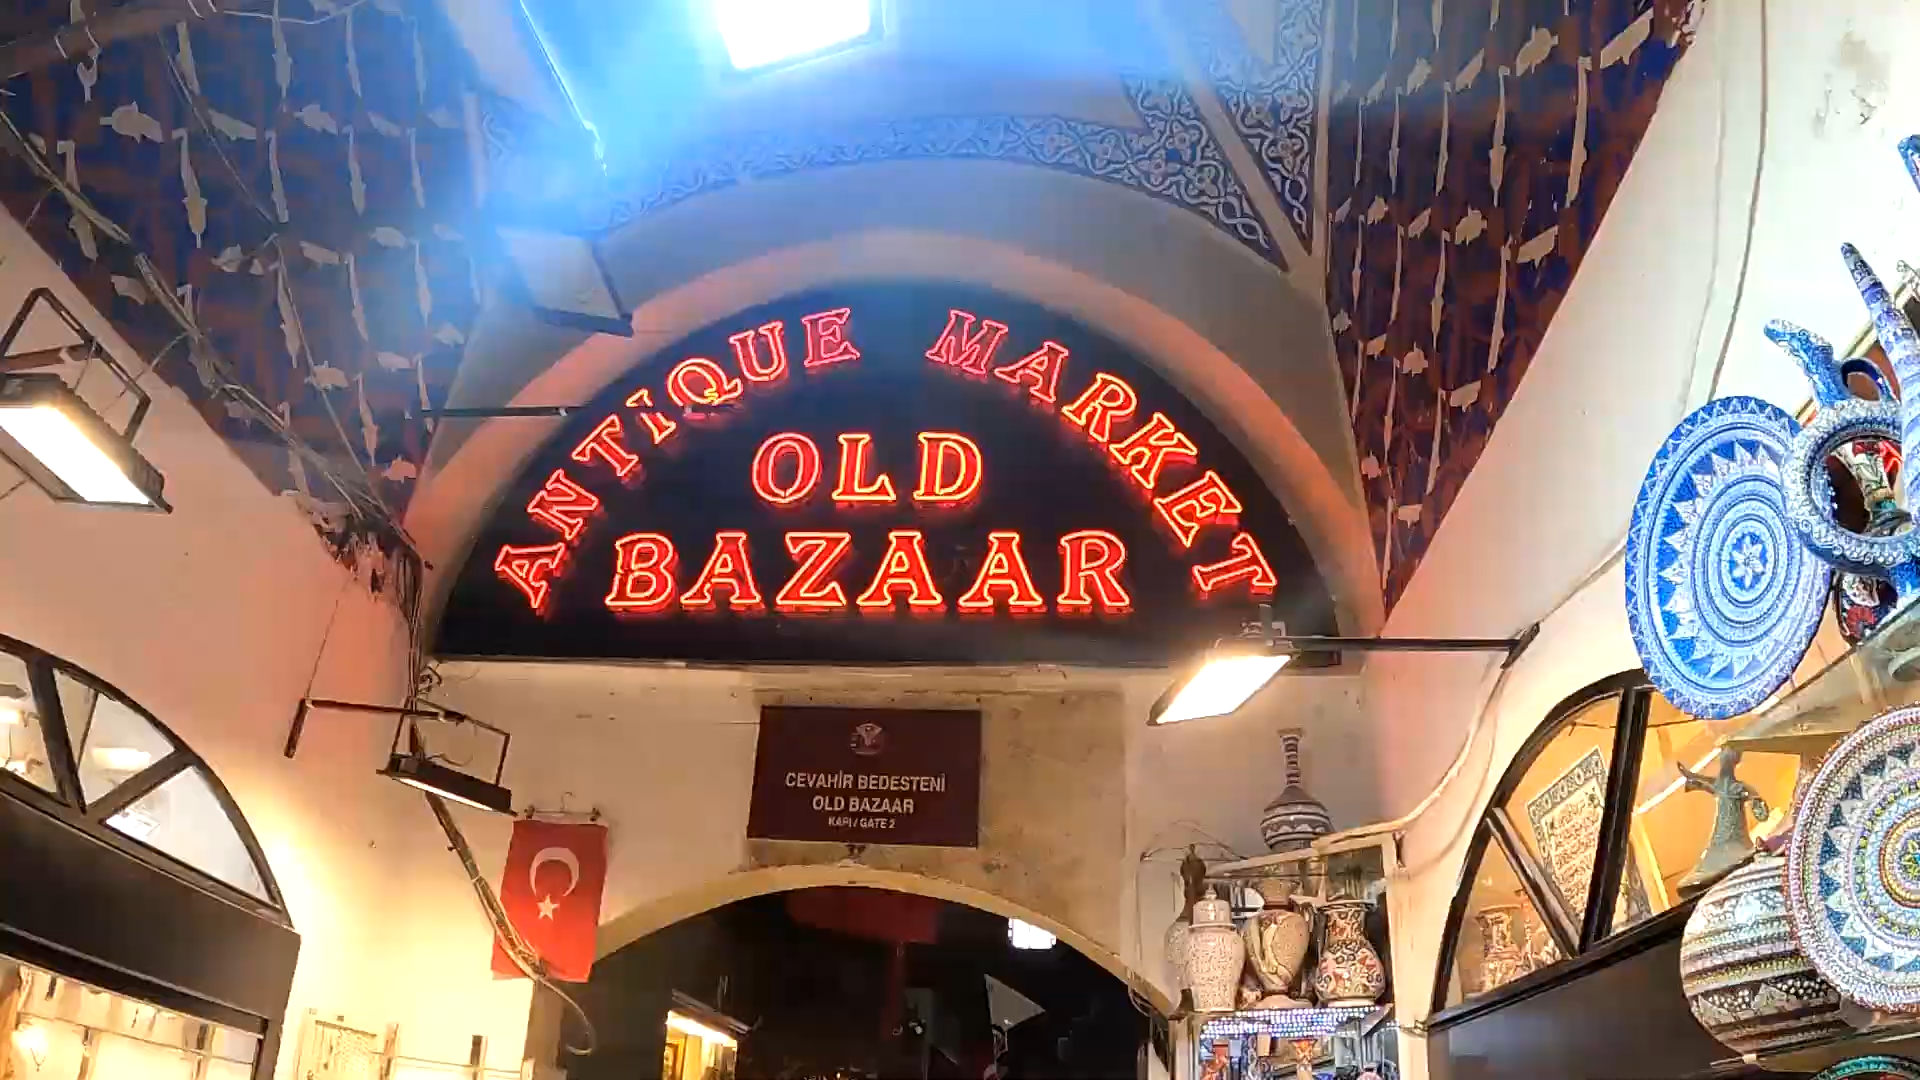 ANTIQUE MARKET
OLD
BAZAAR
CEVAHİR BEDESTENİ
OLD BAZAAR
KAPI / GATE 2